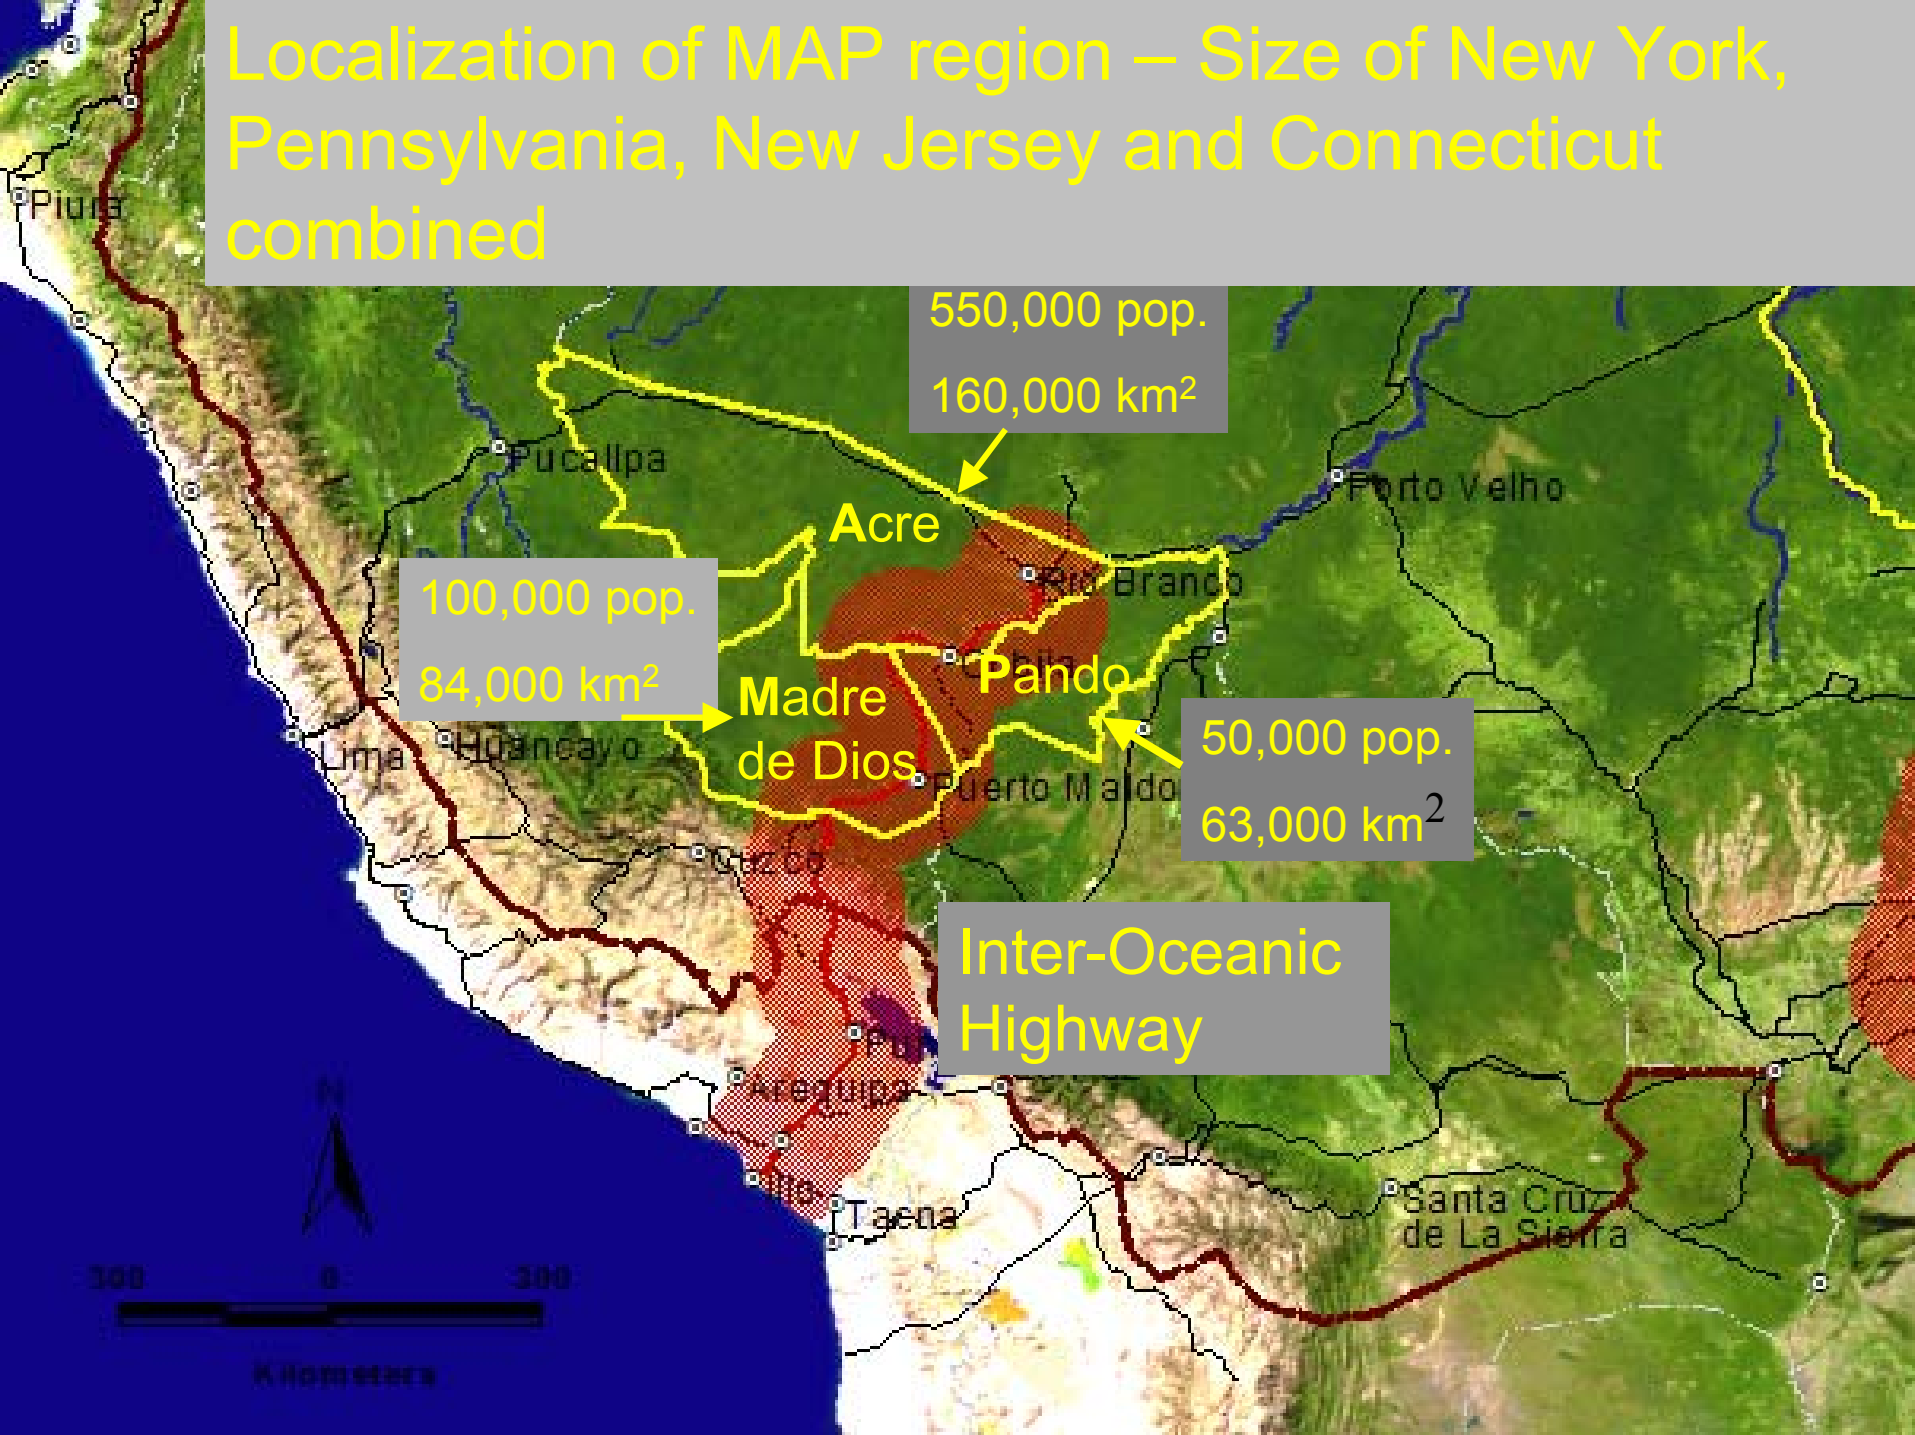 Localization of MAP region – Size of New York,
Pennsylvania, New Jersey and Connecticut
combined
Piura
550,000 pop.
160,000 km²
Pucallpa
Porto Velho
Acre
Rio Branco
100,000 pop.
84,000 km²
Pando
Madre
de Dios
Lima
Huancayo
50,000 pop.
63,000 km²
Puerto Maldo
Cuzco
Inter-Oceanic
Highway
Pun
Arequipa
N
Ilo
Tacna
Santa Cruz
de La Sierra
300 0 300
Kilometers